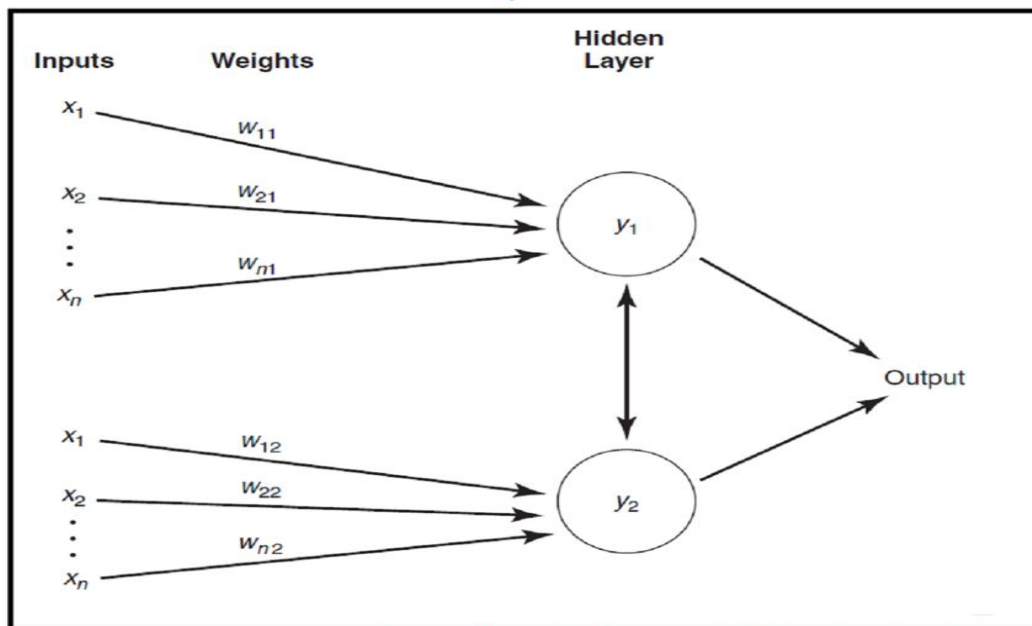 Inputs
Weights
Hidden
Layer
x₁
w₁₁
x₂
w₂₁
y₁
xₙ
wₙ₁
Output
x₁
w₁₂
x₂
w₂₂
y₂
xₙ
wₙ₂